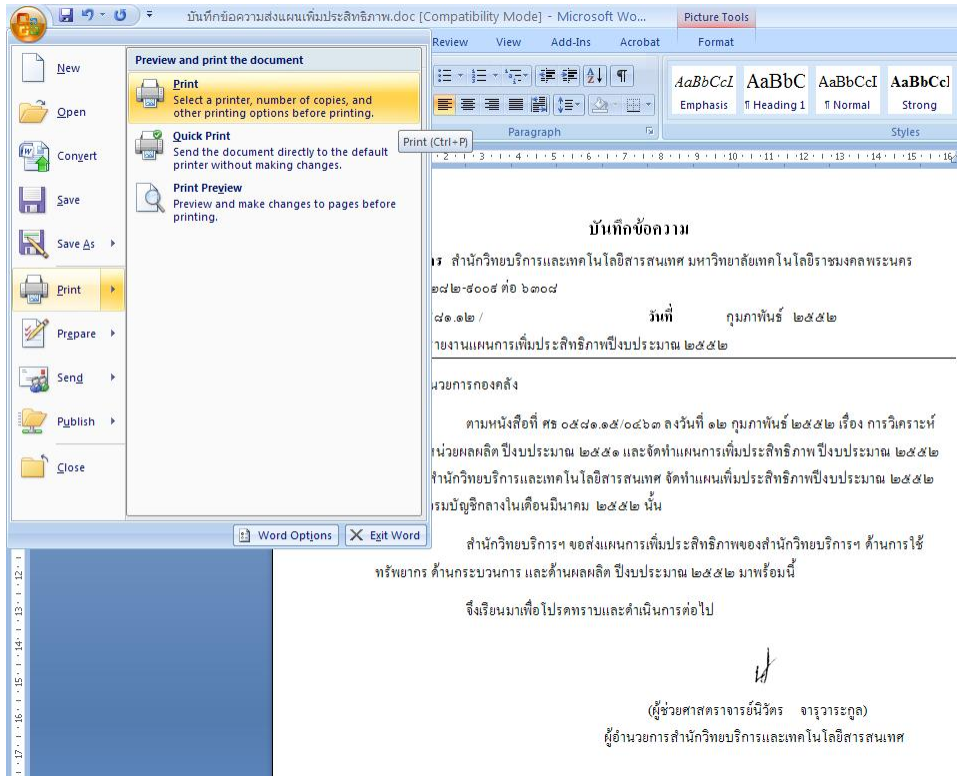 บันทึกข้อความส่งแผนเพิ่มประสิทธิภาพ.doc [Compatibility Mode] - Microsoft Wo...
Picture Tools
Review View Add-Ins Acrobat Format
New
Open
Convert
Save
Save As
Print
Prepare
Send
Publish
Close
Preview and print the document
Print
Select a printer, number of copies, and
other printing options before printing.
Quick Print
Send the document directly to the default
printer without making changes.
Print Preview
Preview and make changes to pages before
printing.
Print (Ctrl+P)
Word Options
Exit Word
AaBbCcI AaBbC AaBbCcI AaBbCcl
Emphasis ¶ Heading 1 ¶ Normal Strong
Paragraph Styles
2 3 4 5 6 7 8 9 10 11 12 13 14 15 16
12
13
14
15
16
17
บันทึกข้อความ
สำนักวิทยบริการและเทคโนโลยีสารสนเทศ มหาวิทยาลัยเทคโนโลยีราชมงคลพระนคร
๒๘๒-๙๐๐๙ ต่อ ๖๓๐๘
๘๑.๑๒ / วันที่ กุมภาพันธ์ ๒๕๕๒
ายงานแผนการเพิ่มประสิทธิภาพปีงบประมาณ ๒๕๕๒
นวยการกองคลัง
ตามหนังสือที่ ศธ ๐๕๘๑.๑๕/๐๔๖๓ ลงวันที่ ๑๒ กุมภาพันธ์ ๒๕๕๒ เรื่อง การวิเคราะห์
หน่วยผลผลิต ปีงบประมาณ ๒๕๕๑ และจัดทำแผนการเพิ่มประสิทธิภาพ ปีงบประมาณ ๒๕๕๒
สำนักวิทยบริการและเทคโนโลยีสารสนเทศ จัดทำแผนเพิ่มประสิทธิภาพปีงบประมาณ ๒๕๕๒
รมบัญชีกลางในเดือนมีนาคม ๒๕๕๒ นั้น
สำนักวิทยบริการฯ ขอส่งแผนการเพิ่มประสิทธิภาพของสำนักวิทยบริการฯ ด้านการใช้
ทรัพยากร ด้านกระบวนการ และด้านผลผลิต ปีงบประมาณ ๒๕๕๒ มาพร้อมนี้
จึงเรียนมาเพื่อโปรดทราบและดำเนินการต่อไป
(ผู้ช่วยศาสตราจารย์นิวัตร จารุวาระกูล)
ผู้อำนวยการสำนักวิทยบริการและเทคโนโลยีสารสนเทศ